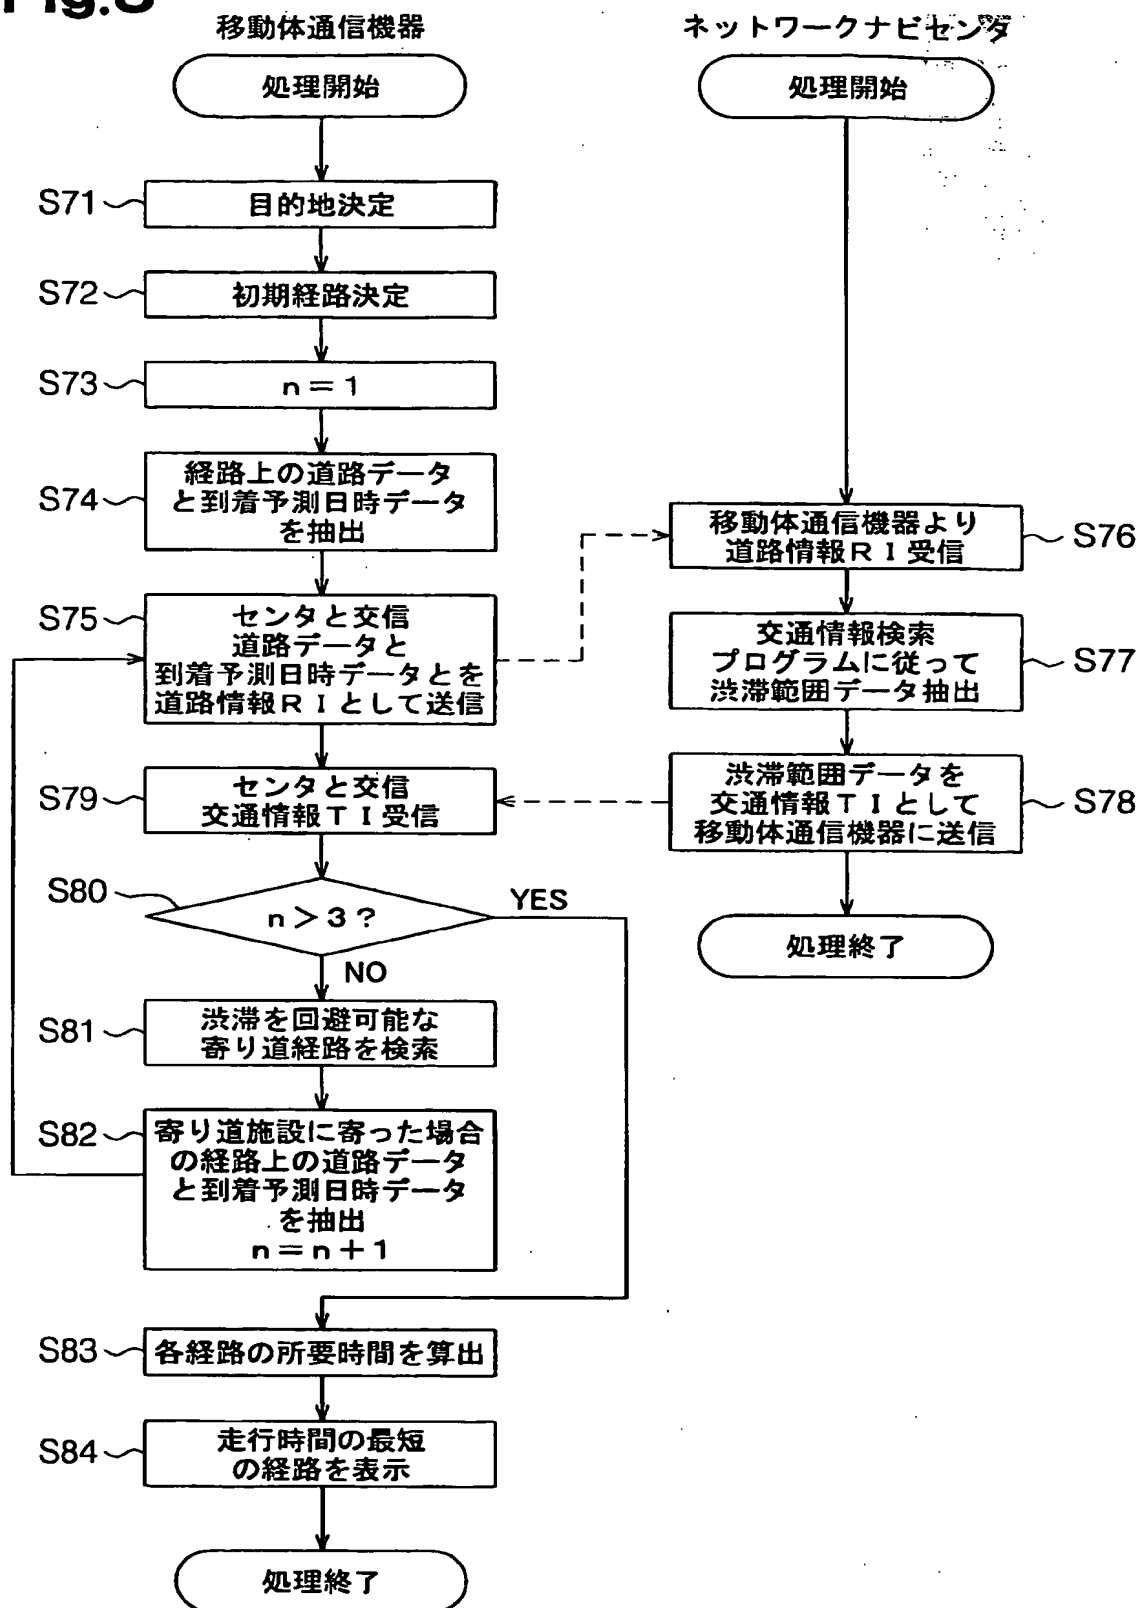 移動体通信機器
処理開始
S71
目的地決定
S72
初期経路決定
S73
n=1
S74
経路上の道路データ
と到着予測日時データ
を抽出
S75
センタと交信
道路データと
到着予測日時データとを
道路情報RIとして送信
S79
センタと交信
交通情報TI受信
S80
n>3?
YES
NO
S81
渋滞を回避可能な
寄り道経路を検索
S82
寄り道施設に寄った場合
の経路上の道路データ
と到着予測日時データ
を抽出
n=n+1
S83
各経路の所要時間を算出
S84
走行時間の最短
の経路を表示
処理終了
ネットワークナビセンタ
処理開始
移動体通信機器より
道路情報RI受信
S76
交通情報検索
プログラムに従って
渋滞範囲データ抽出
S77
渋滞範囲データを
交通情報TIとして
移動体通信機器に送信
S78
処理終了